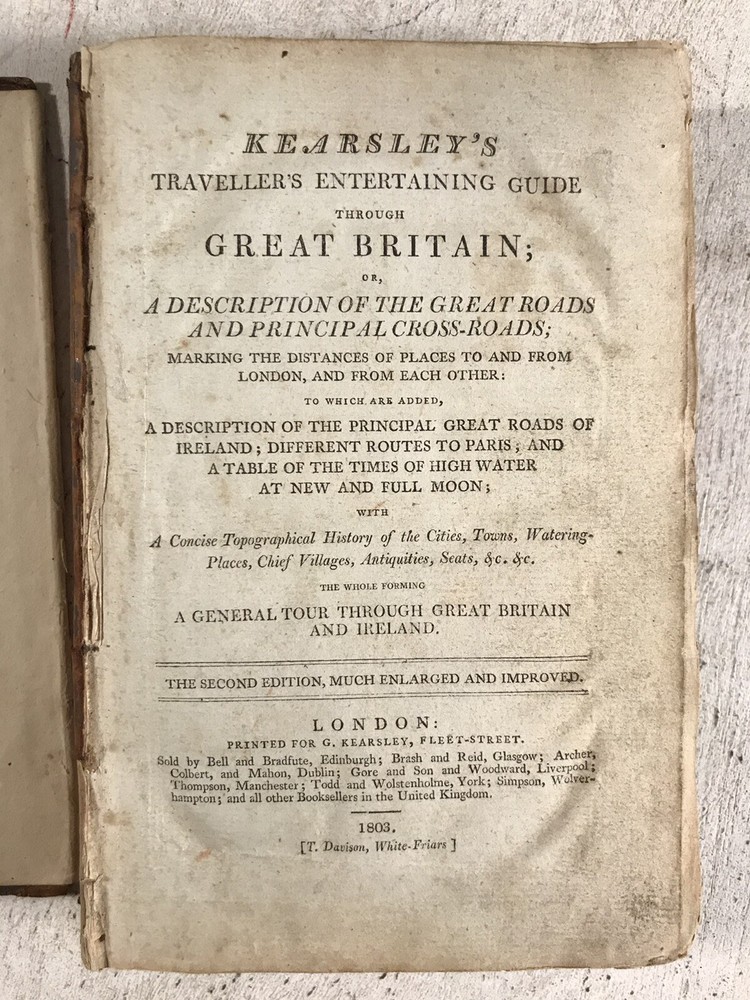 KEARSLEY'S
TRAVELLER'S ENTERTAINING GUIDE
THROUGH
GREAT BRITAIN;
OR,
A DESCRIPTION OF THE GREAT ROADS
AND PRINCIPAL CROSS-ROADS;
MARKING THE DISTANCES OF PLACES TO AND FROM
LONDON, AND FROM EACH OTHER:
TO WHICH ARE ADDED,
A DESCRIPTION OF THE PRINCIPAL GREAT ROADS OF
IRELAND; DIFFERENT ROUTES TO PARIS; AND
A TABLE OF THE TIMES OF HIGH WATER
AT NEW AND FULL MOON;
WITH
A Concise Topographical History of the Cities, Towns, Watering-
Places, Chief Villages, Antiquities, Seats, &c. &c.
THE WHOLE FORMING
A GENERAL TOUR THROUGH GREAT BRITAIN
AND IRELAND.
THE SECOND EDITION, MUCH ENLARGED AND IMPROVED.
LONDON:
PRINTED FOR G. KEARSLEY, FLEET-STREET.
Sold by Bell and Bradfute, Edinburgh; Brash and Reid, Glasgow; Archer,
Colbert, and Mahon, Dublin; Gore and Son and Woodward, Liverpool;
Thompson, Manchester; Todd and Wolstenholme, York; Simpson, Wolver-
hampton; and all other Booksellers in the United Kingdom.
1803.
[T. Davison, White-Friars]